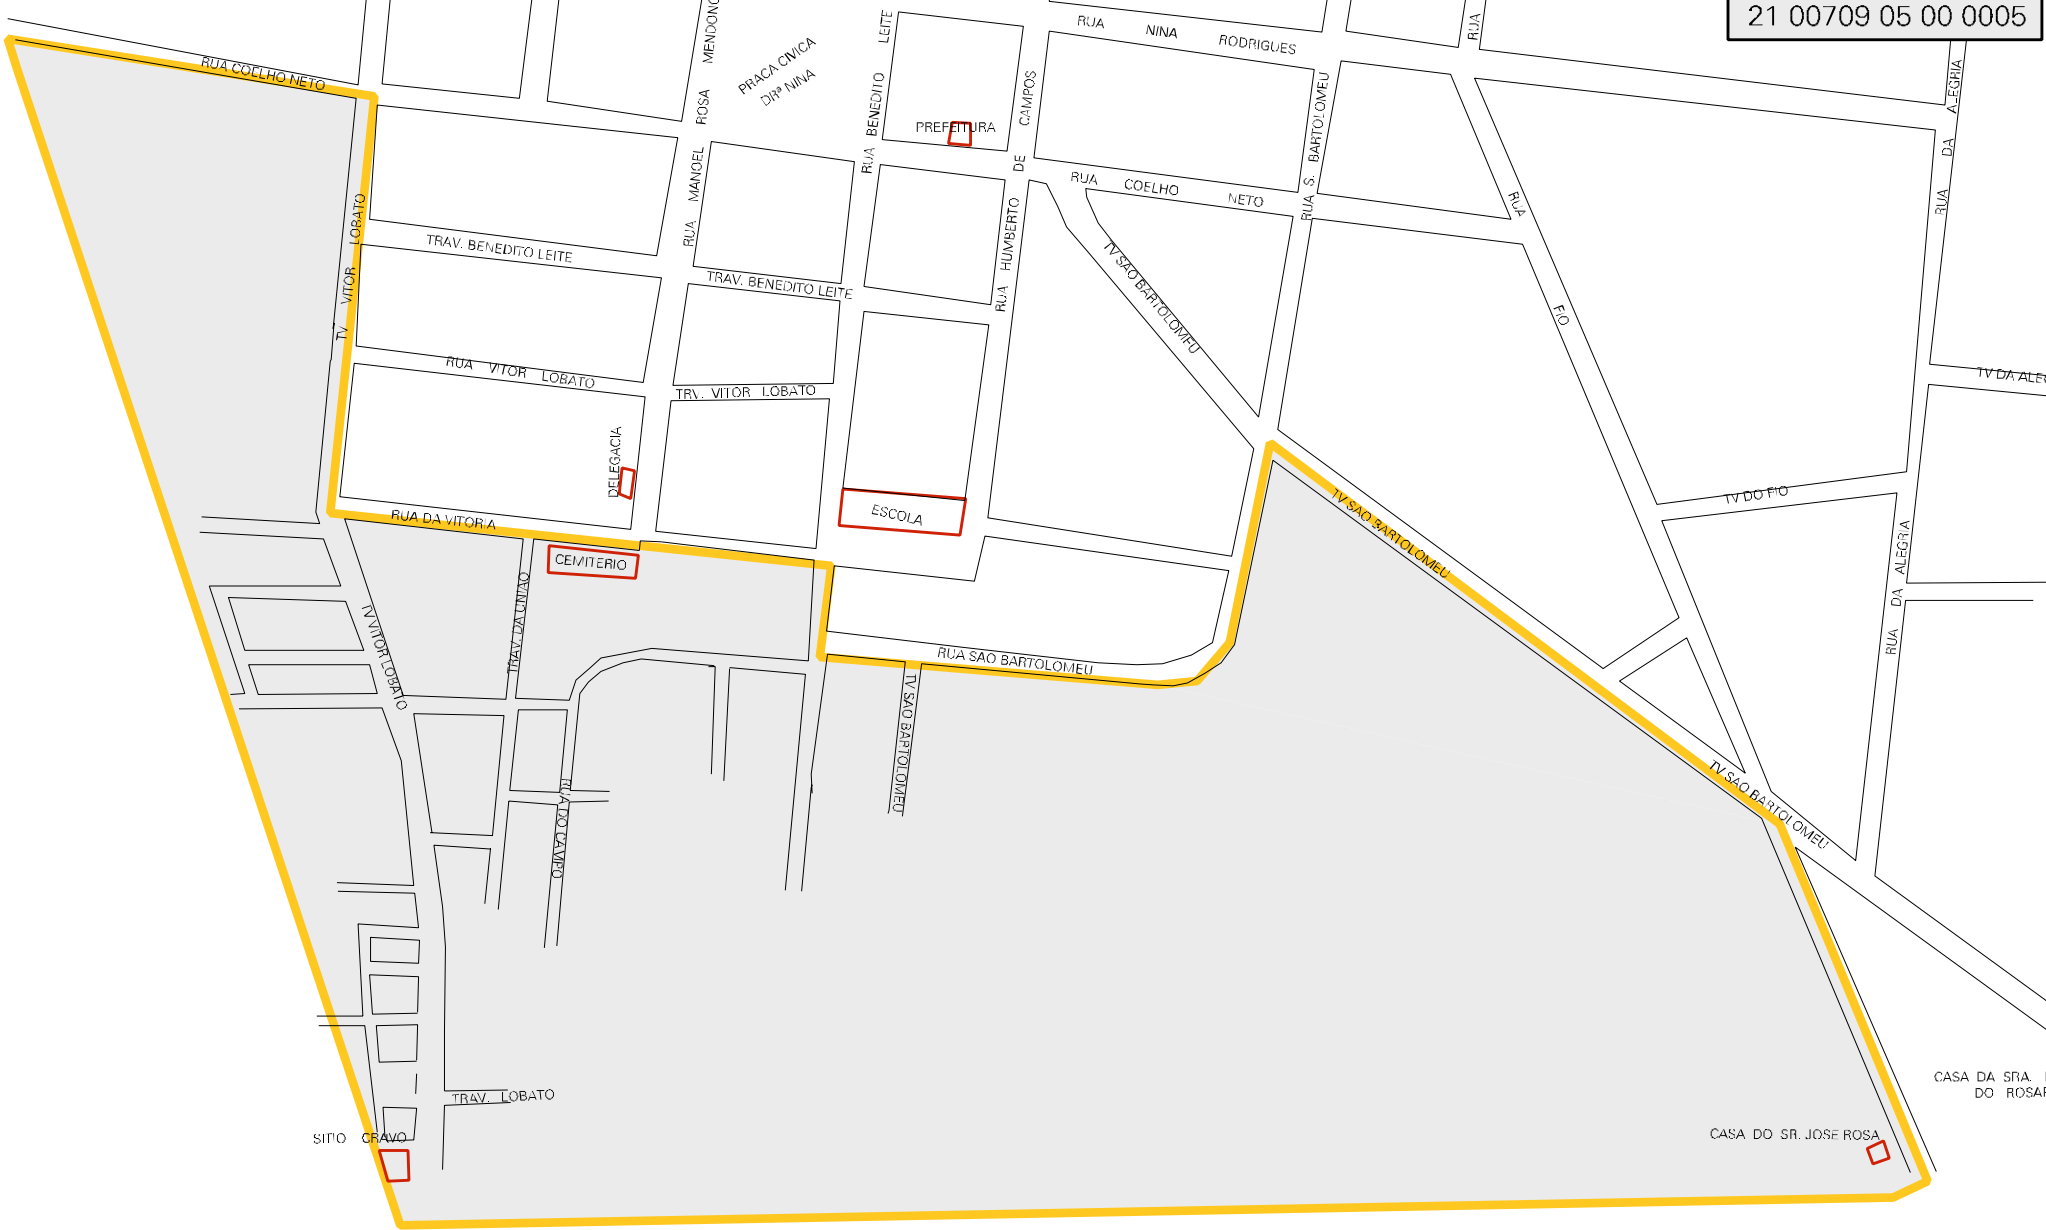 21 00709 05 00 0005
RUA NINA RODRIGUES
RUA
LEITE
PRACA CIVICA
DRª NINA
RUA COELHO NETO
RUA MANOEL ROSA
RUA BENEDITO
PREFEITURA
RUA HUMBERTO DE CAMPOS
RUA S. BARTOLOMEU
RUA DA ALEGRIA
RUA COELHO NETO
RUA FIO
TV VITOR LOBATO
TRAV. BENEDITO LEITE
TRAV. BENEDITO LEITE
TV SAO BARTOLOMEU
RUA VITOR LOBATO
TRV. VITOR LOBATO
TV DA
DELEGACIA
ESCOLA
RUA DA VITORIA
TV SAO BARTOLOMEU
TV DO FIO
CEMITERIO
RUA DA ALEGRIA
TRAV. DA UNIAO
TV VITOR LOBATO
RUA SAO BARTOLOMEU
TV SAO BARTOLOMEU
RUA DO CAMPO
TV SAO BARTOLOMEU
TRAV. LOBATO
CASA DA SRA.
DO
SITIO CRAVO
CASA DO SR. JOSE ROSA